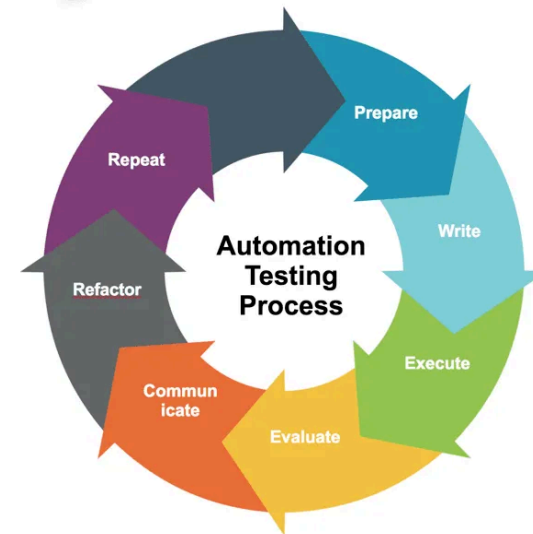 Automation
Testing
Process
Prepare
Write
Execute
Evaluate
Commun
icate
Refactor
Repeat